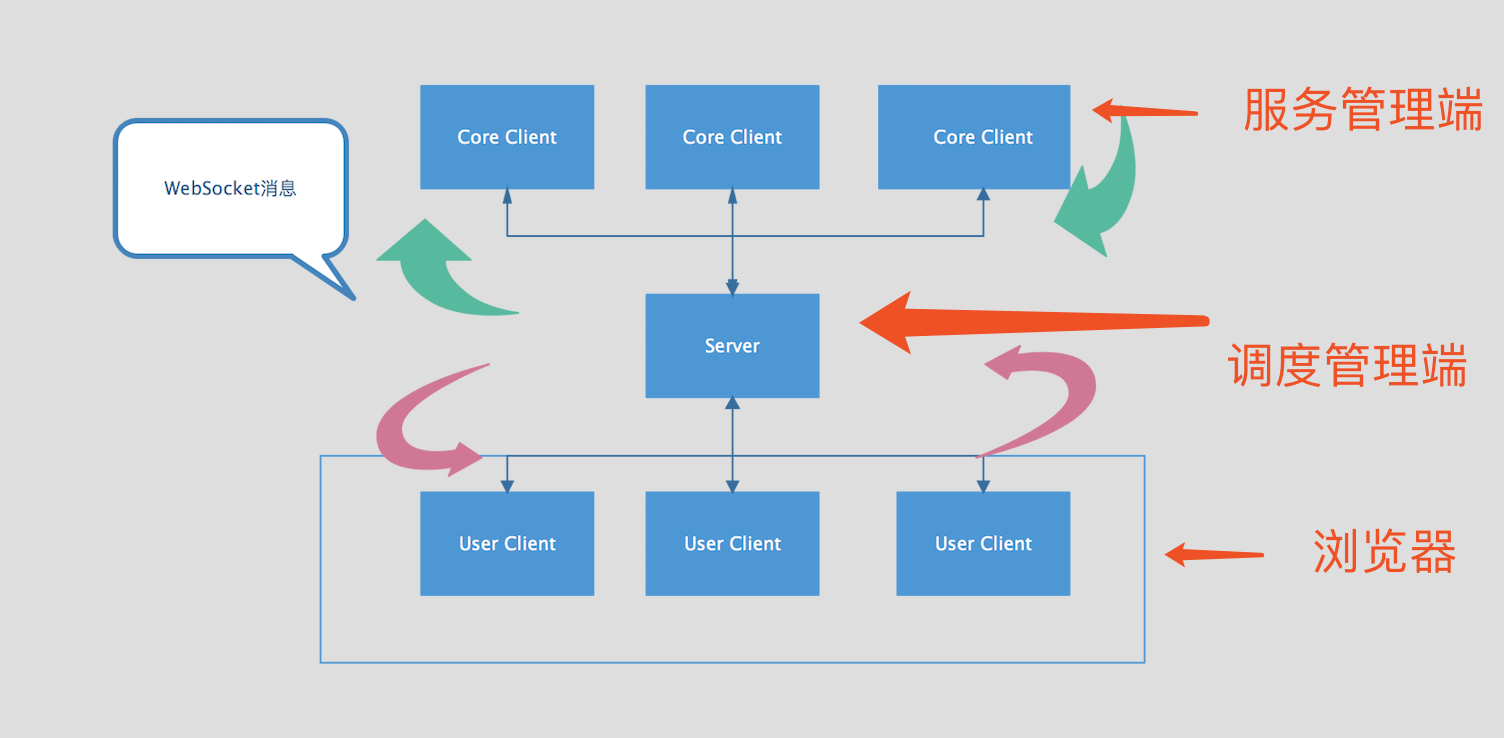 Core Client
Core Client
Core Client
服务管理端
WebSocket消息
Server
调度管理端
User Client
User Client
User Client
浏览器